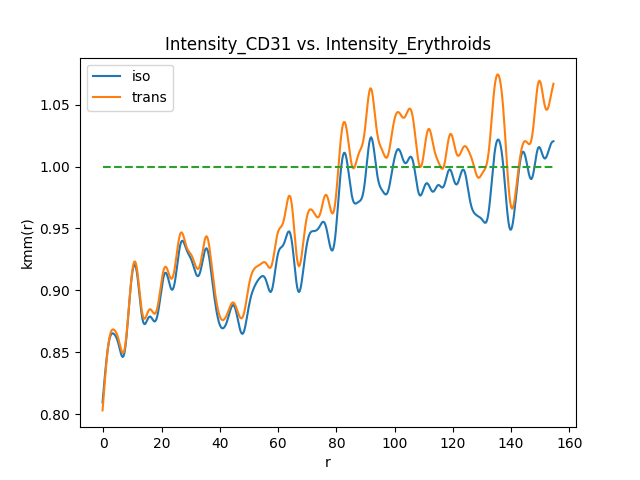 Intensity_CD31 vs. Intensity_Erythroids
iso
trans
kmm(r)
1.05
1.00
0.95
0.90
0.85
0.80
0 20 40 60 80 100 120 140 160
r